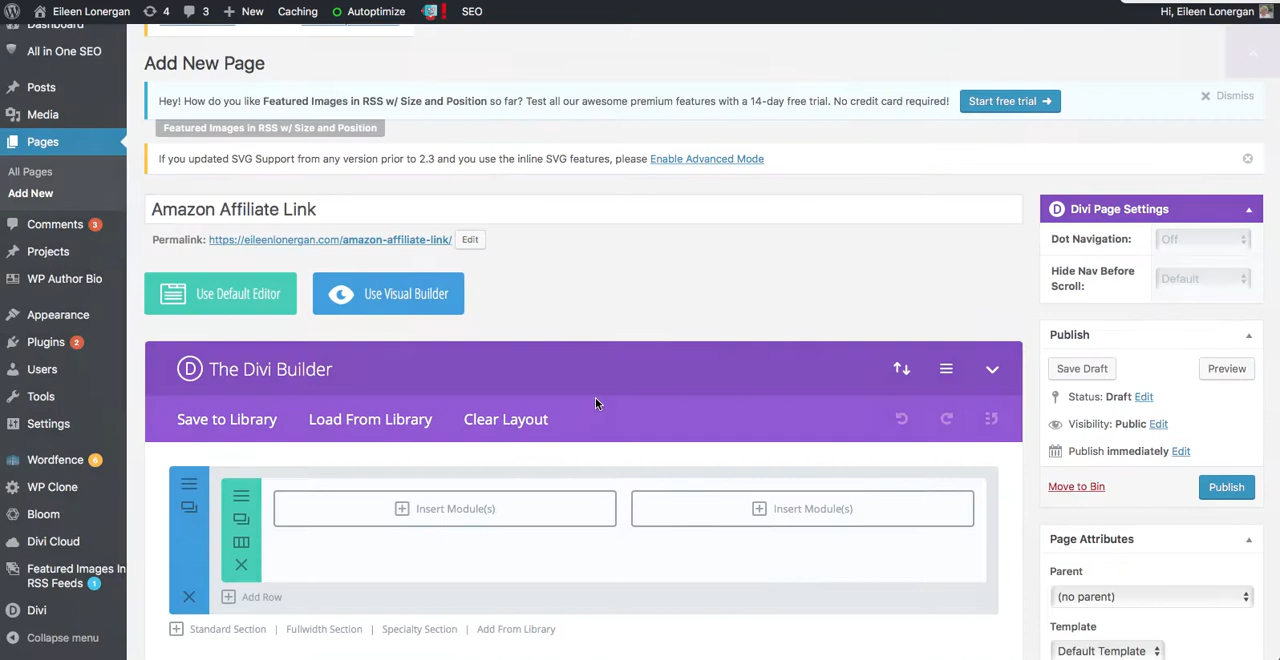 Eileen Lonergan
4
3
New
Caching
Autoptimize
!
SEO
Hi, Eileen Lonergan
Dashboard
All in One SEO
Posts
Media
Pages
All Pages
Add New
Comments 3
Projects
WP Author Bio
Appearance
Plugins 2
Users
Tools
Settings
Wordfence 6
WP Clone
Bloom
Divi Cloud
Featured Images In
RSS Feeds 1
Divi
Collapse menu
Add New Page
Hey! How do you like Featured Images in RSS w/ Size and Position so far? Test all our awesome premium features with a 14-day free trial. No credit card required!
Start free trial ➔
Dismiss
Featured Images in RSS w/ Size and Position
If you updated SVG Support from any version prior to 2.3 and you use the inline SVG features, please Enable Advanced Mode
Amazon Affiliate Link
Permalink: https://eileenlonergan.com/amazon-affiliate-link/ Edit
Use Default Editor
Use Visual Builder
D The Divi Builder
Save to Library
Load From Library
Clear Layout
Insert Module(s)
Insert Module(s)
Add Row
Standard Section | Fullwidth Section | Specialty Section | Add From Library
D Divi Page Settings
Dot Navigation:
Off
Hide Nav Before
Scroll:
Default
Publish
Save Draft
Preview
Status: Draft Edit
Visibility: Public Edit
Publish immediately Edit
Move to Bin
Publish
Page Attributes
Parent
(no parent)
Template
Default Template